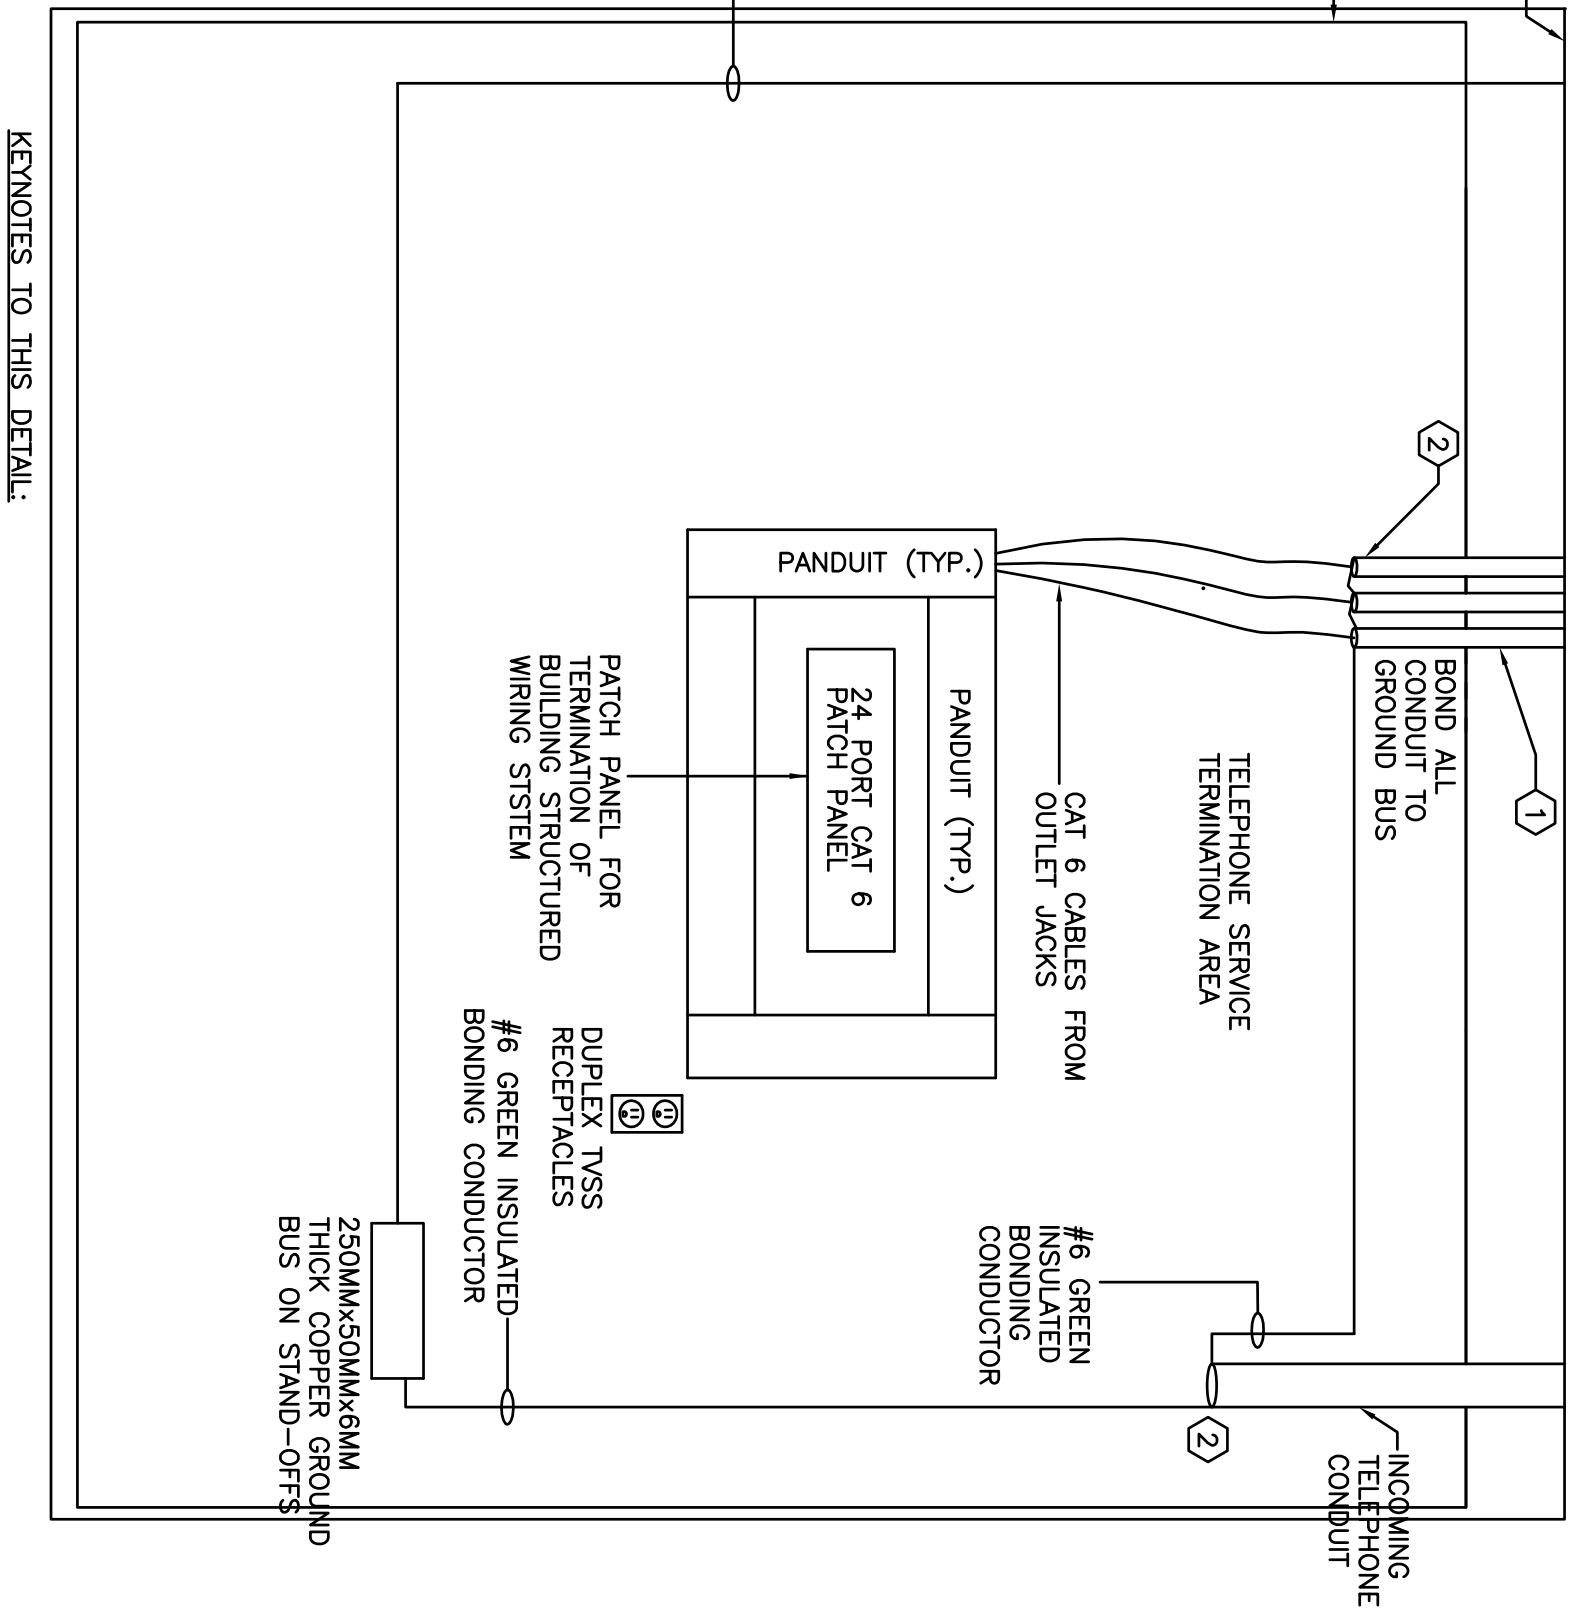 2
1
BOND ALL
CONDUIT TO
GROUND BUS
INCOMING
TELEPHONE
CONDUIT
TELEPHONE SERVICE
TERMINATION AREA
2
CAT 6 CABLES FROM
OUTLET JACKS
#6 GREEN
INSULATED
BONDING
CONDUCTOR
PANDUIT (TYP.)
PANDUIT (TYP.)
24 PORT CAT 6
PATCH PANEL
PATCH PANEL FOR
TERMINATION OF
BUILDING STRUCTURED
WIRING STSTEM
DUPLEX TVSS
RECEPTACLES
#6 GREEN INSULATED
BONDING CONDUCTOR
250MMx50MMx6MM
THICK COPPER GROUND
BUS ON STAND-OFFS
KEYNOTES TO THIS DETAIL: